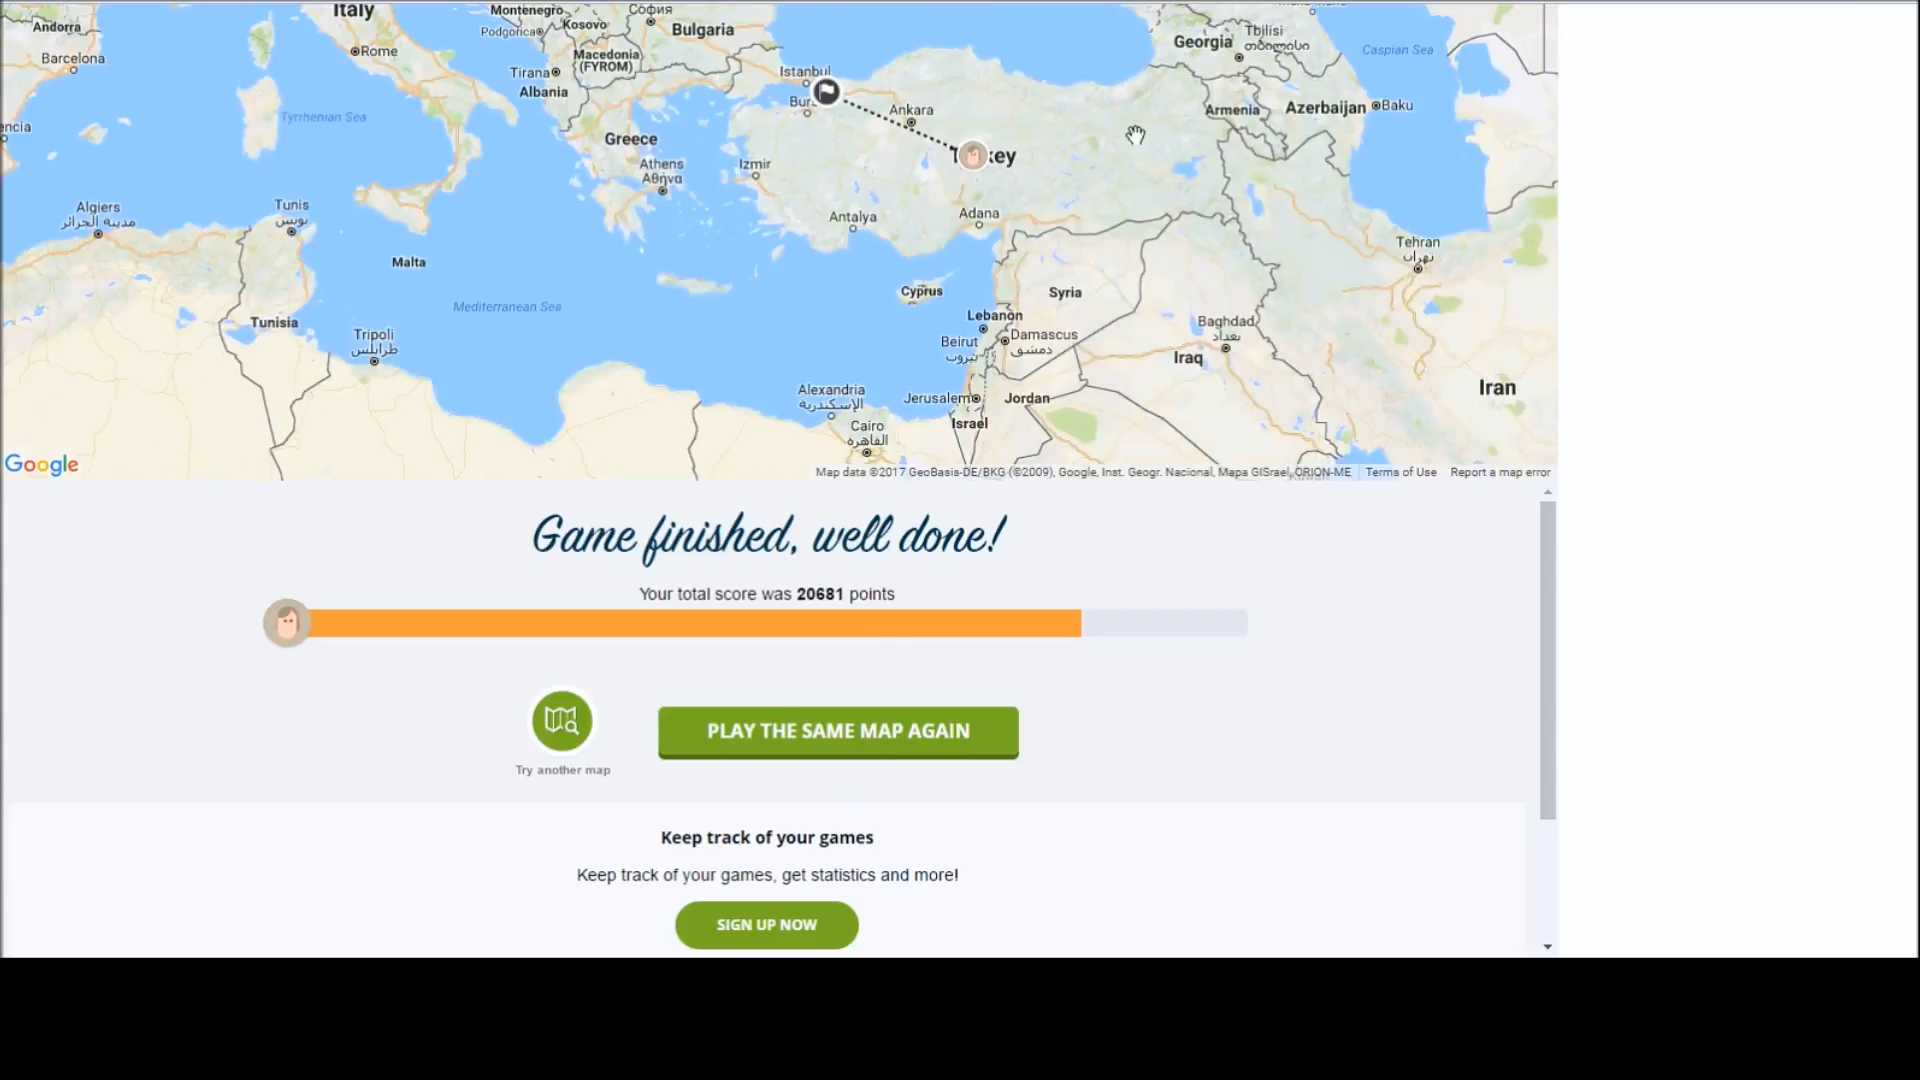 Italy
Montenegro
София
Andorra
Kosovo
Bulgaria
Podgorica
Georgia
Tbilisi
თბილისი
Caspian Sea
Barcelona
Rome
Macedonia
(FYROM)
Tirana
Istanbul
Albania
Tyrrhenian Sea
Ankara
Armenia
Azerbaijan
Baku
Greece
Athens
Αθήνα
Izmir
Algiers
مدينة الجزائر
Tunis
تونس
Antalya
Adana
Tehran
تهران
Malta
Cyprus
Syria
Mediterranean Sea
Tunisia
Lebanon
Tripoli
طرابلس
Beirut
بيروت
Damascus
دمشق
Baghdad
بغداد
Iraq
Alexandria
الإسكندرية
Jerusalem
Jordan
Iran
Israel
Cairo
القاهرة
Google
Map data ©2017 GeoBasis-DE/BKG (©2009), Google, Inst. Geogr. Nacional, Mapa GISrael, ORION-ME
Terms of Use
Report a map error
Game finished, well done!
Your total score was 20681 points
PLAY THE SAME MAP AGAIN
Try another map
Keep track of your games
Keep track of your games, get statistics and more!
SIGN UP NOW